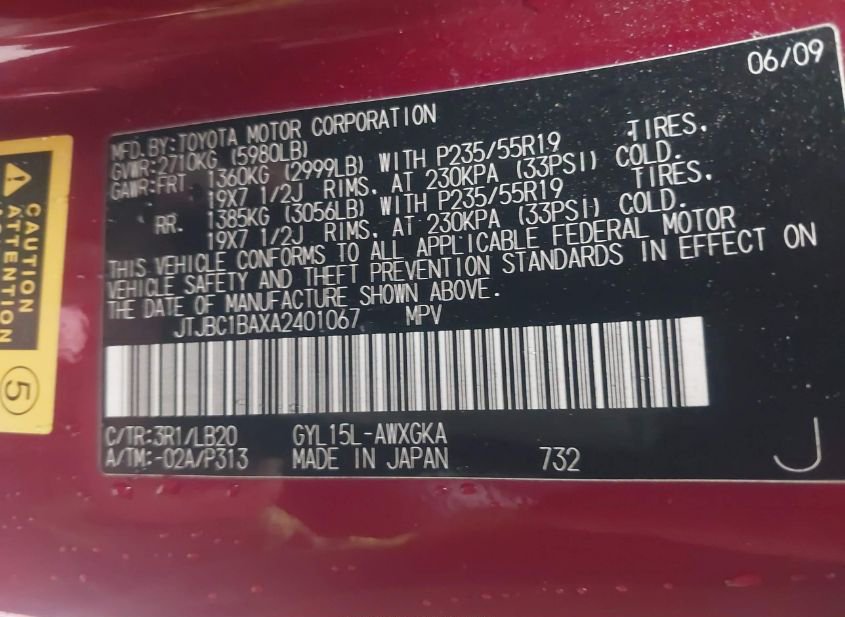 06/09
MFD.BY:TOYOTA MOTOR CORPORATION
GVWR:2710KG (5980LB)
GAWR:FRT 1360KG (2999LB) WITH P235/55R19 TIRES,
19X7 1/2J RIMS, AT 230KPA (33PSI) COLD.
RR. 1385KG (3056LB) WITH P235/55R19 TIRES,
19X7 1/2J RIMS, AT 230KPA (33PSI) COLD.
THIS VEHICLE CONFORMS TO ALL APPLICABLE FEDERAL MOTOR
VEHICLE SAFETY AND THEFT PREVENTION STANDARDS IN EFFECT ON
THE DATE OF MANUFACTURE SHOWN ABOVE.
JTJBC1BAXA2401067 MPV
C/TR:3R1/LB20 GYL15L-AWXGKA
A/TM:-02A/P313 MADE IN JAPAN 732
J
CAUTION
ATTENTION
5